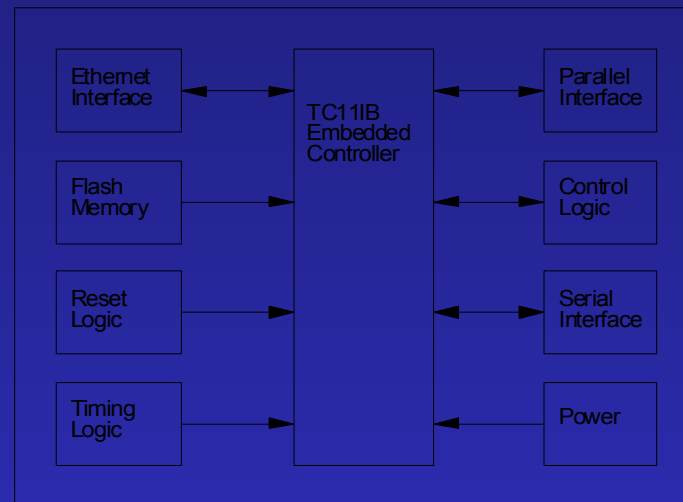 Ethernet
Interface
Flash
Memory
Reset
Logic
Timing
Logic
TC11IB
Embedded
Controller
Parallel
Interface
Control
Logic
Serial
Interface
Power